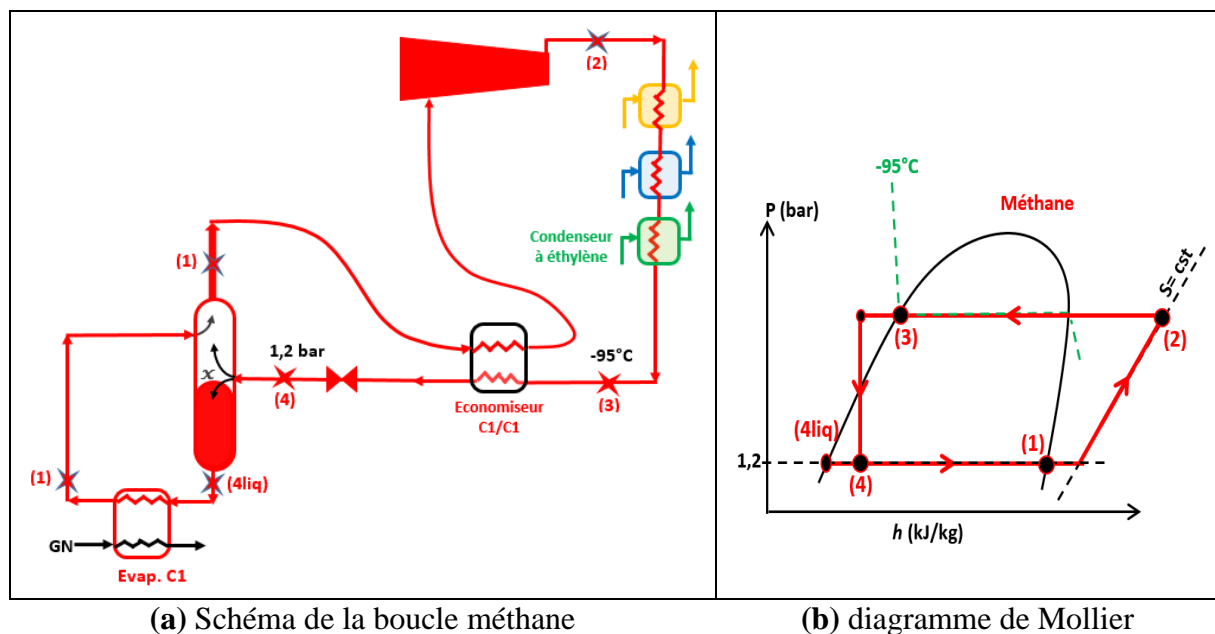 (2)
(1)
Condenseur
à éthylène
1,2 bar
-95°C
x
(4)
Economiseur
C1/C1
(3)
(1)
(4liq)
GN
Evap. C1
-95°C
P (bar)
Méthane
S= cst
(3)
(2)
(4liq)
(1)
1,2
(4)
h (kJ/kg)
(a) Schéma de la boucle méthane
(b) diagramme de Mollier